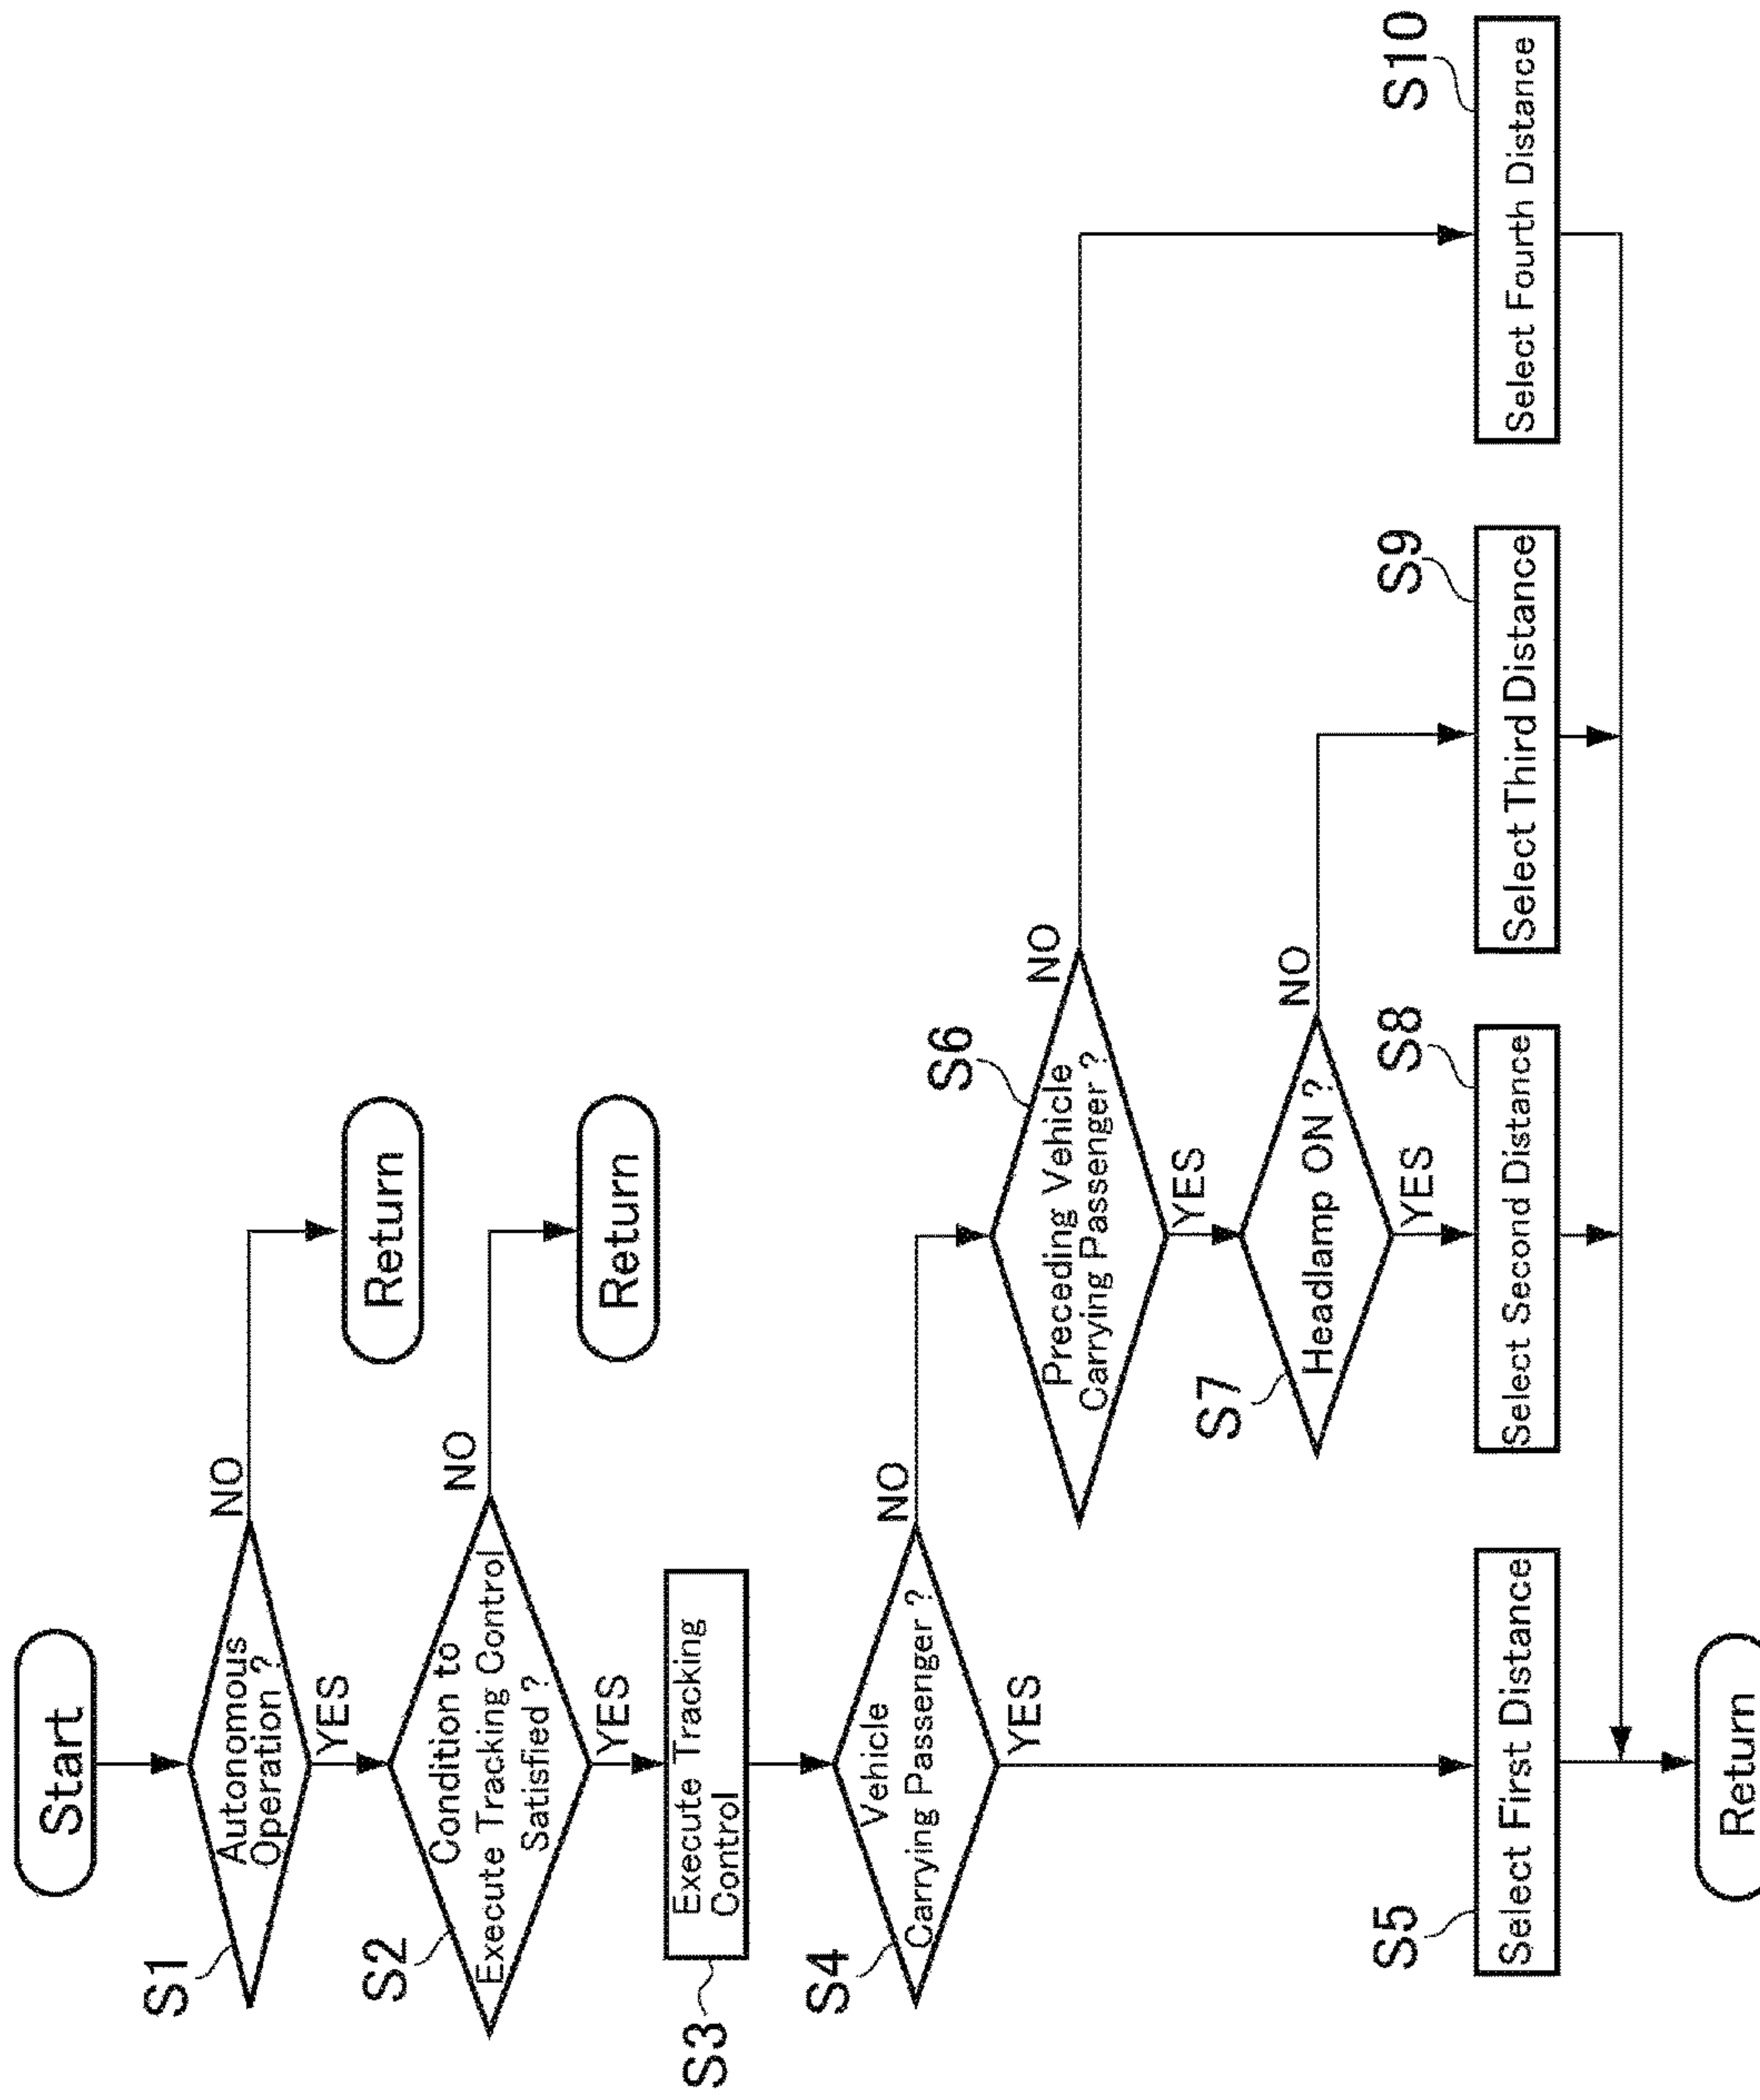 Start
S1
Autonomous
Operation ?
NO
YES
Return
S2
Condition to
Execute Tracking Control
Satisfied ?
NO
YES
Return
S3
Execute Tracking
Control
S4
Vehicle
Carrying Passenger ?
NO
YES
S6
Preceding Vehicle
Carrying Passenger ?
NO
YES
S7
Headlamp ON ?
NO
YES
S5
Select First Distance
S8
Select Second Distance
S9
Select Third Distance
S10
Select Fourth Distance
Return